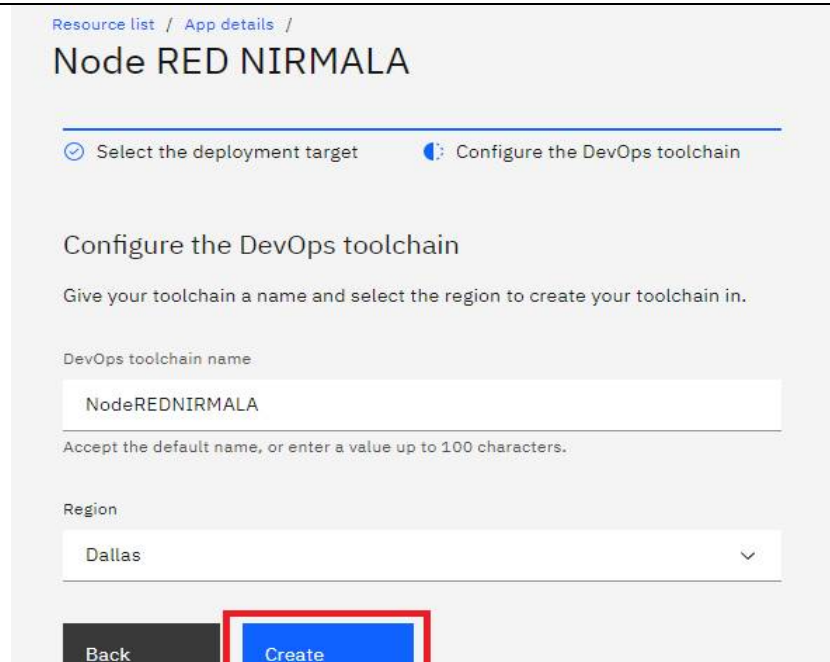 Resource list / App details /
Node RED NIRMALA
Select the deployment target Configure the DevOps toolchain
Configure the DevOps toolchain
Give your toolchain a name and select the region to create your toolchain in.
DevOps toolchain name
NodeREDNIRMALA
Accept the default name, or enter a value up to 100 characters.
Region
Dallas
Back Create